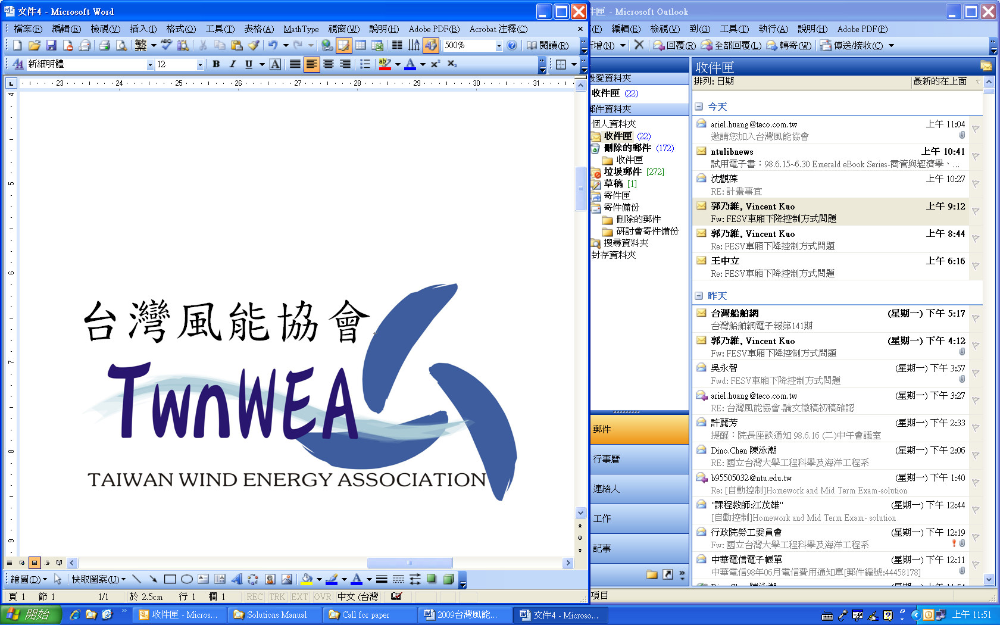 文件4 - Microsoft Word
檔案(F) 編輯(E) 檢視(V) 插入(I) 格式(O) 工具(T) 表格(A) MathType 視窗(W) 說明(H) Adobe PDF(B) Acrobat 註解(C)
繁 500% 閱讀(R)
新細明體 12 B I U A
23 24 25 26 27 28 29 30 31
4
5
6
7
8
9
台灣風能協會
TwnWEA
TAIWAN WIND ENERGY ASSOCIATION
繪圖(D) 快取圖案(U)
頁 1 節 1 1/1 於 2.5cm 行 1 欄 1 REC TRK EXT OVR 中文 (台灣
件匣 - Microsoft Outlook
(F) 編輯(E) 檢視(V) 到(G) 工具(T) 執行(A) 說明(H) Adobe PDF(P)
新增(N) 回覆(R) 全部回覆(L) 轉寄(W) 傳送/接收(C)
最愛資料夾
收件匣 (22)
郵件資料夾
個人資料夾
收件匣 (22)
刪除的郵件 (172)
收件匣
垃圾郵件 [272]
草稿 [1]
寄件匣
寄件備份
刪除的郵件
研討會寄件備份
搜尋資料夾
封存資料夾
郵件
行事曆
連絡人
工作
記事
項目
收件匣
排列: 日期 最新的在上面
今天
ariel.huang@teco.com.tw 上午 11:04
邀請您加入台灣風能協會
ntulibnews 上午 10:41
試用電子書：98.6.15~6.30 Emerald eBook Series-商管與經濟學、...
沈觀葆 上午 10:27
RE: 計畫事宜
郭乃維, Vincent Kuo 上午 9:12
Fw: FESV車廂下降控制方式問題
郭乃維, Vincent Kuo 上午 8:44
Re: FESV車廂下降控制方式問題
王中立 上午 6:16
Re: FESV車廂下降控制方式問題
昨天
台灣船舶網 (星期一) 下午 5:17
台灣船舶網電子報第141期
郭乃維, Vincent Kuo (星期一) 下午 4:12
Fw: FESV車廂下降控制方式問題
吳永智 (星期一) 下午 3:57
Fwd: FESV車廂下降控制方式問題
ariel.huang@teco.com.tw (星期一) 下午 3:27
RE: 台灣風能協會-論文徵稿初稿確認
許麗芳 (星期一) 下午 2:33
提醒：院長座談通知 98.6.16 (二)中午會議室
Dino.Chen 陳泳潮 (星期一) 下午 2:06
RE: 國立台灣大學工程科學及海洋工程系
b95505032@ntu.edu.tw (星期一) 下午 1:40
Re: [自動控制]Homework and Mid Term Exam-solution
"課程教師:江茂雄" (星期一) 下午 12:44
[自動控制]Homework and Mid Term Exam- solution
行政院勞工委員會 (星期一) 下午 12:19
Fw: 國立台灣大學工程科學及海洋工程系
中華電信電子帳單 (星期一) 下午 12:11
中華電信98年06月電信費用通知單[郵件編號:44458178]
開始 收件匣 - Micros... Solutions Manual Call for paper 2009台灣風能... 文件4 - Microso... 上午 11:51